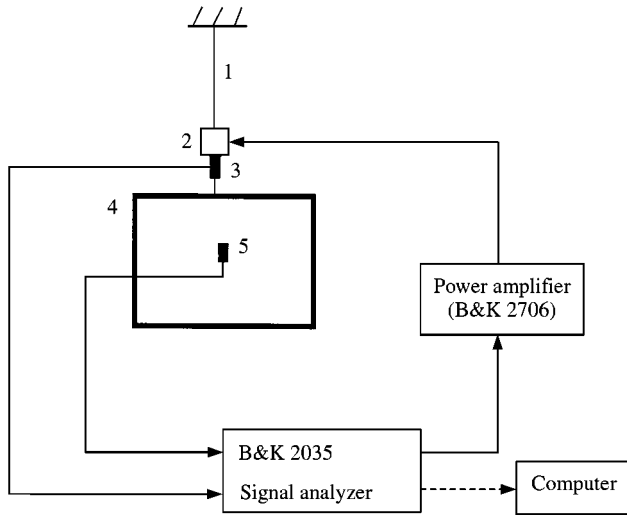 1
2
3
4
5
Power amplifier
(B&K 2706)
B&K 2035
Signal analyzer
Computer